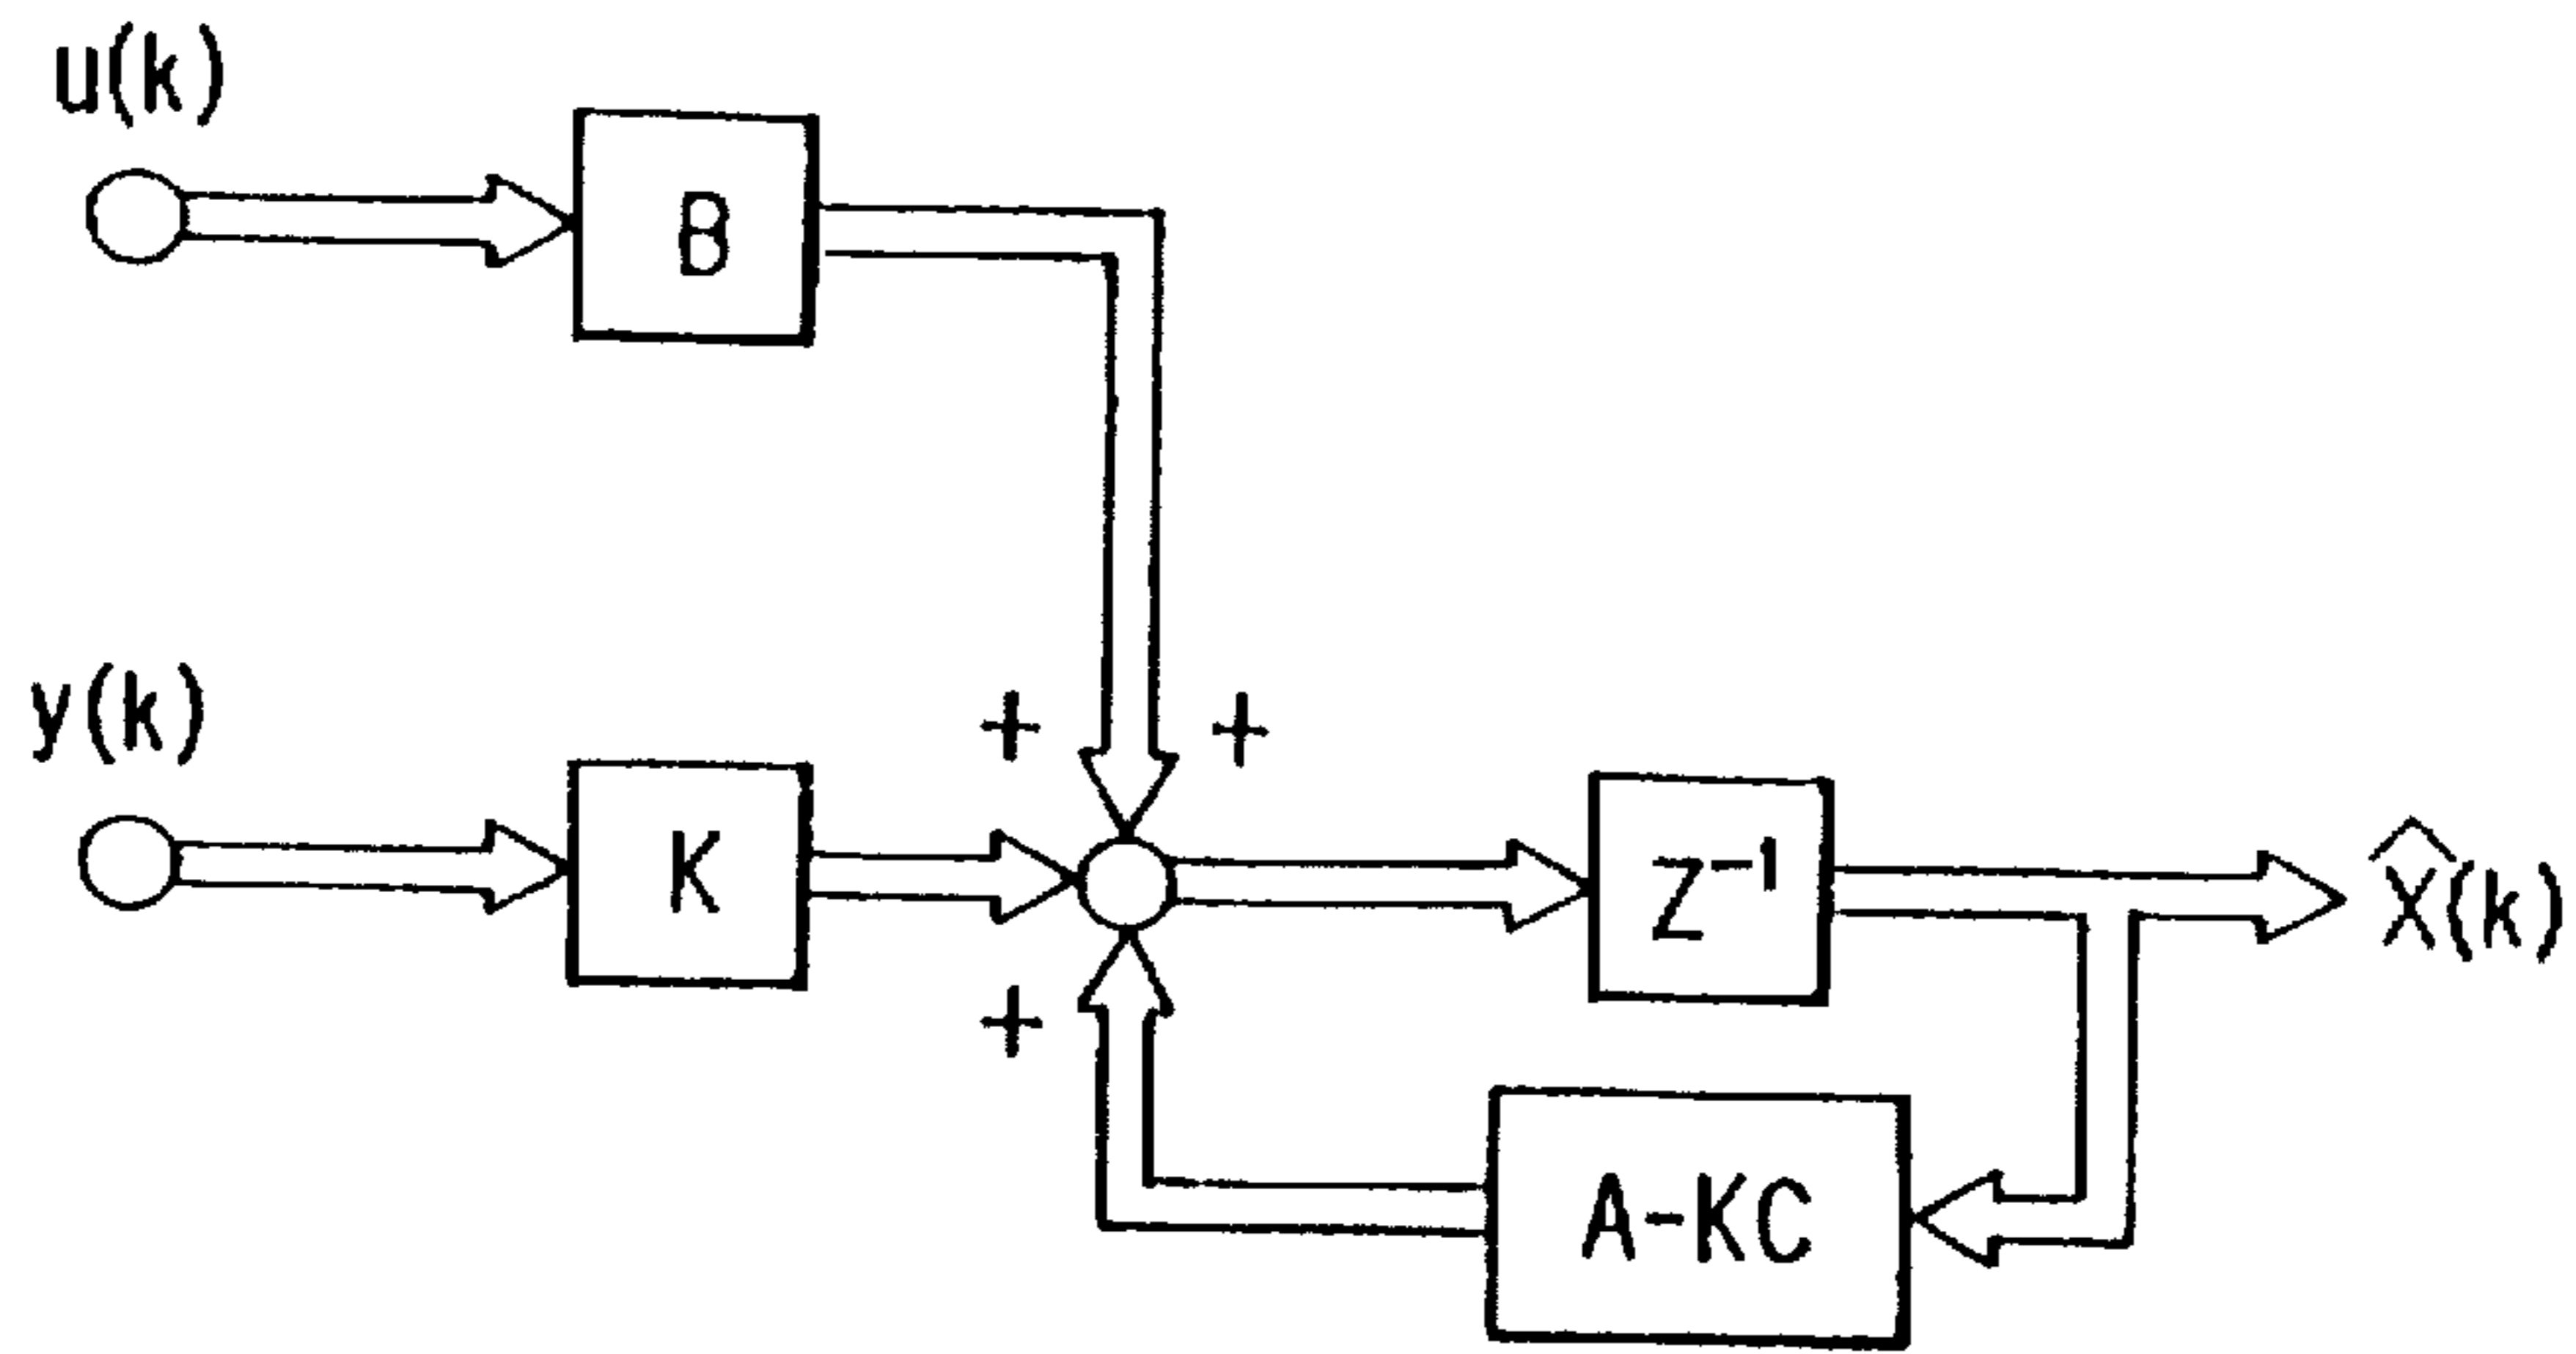 u(k)
B
y(k)
+ +
K
Z⁻¹
X̂(k)
+
A-KC